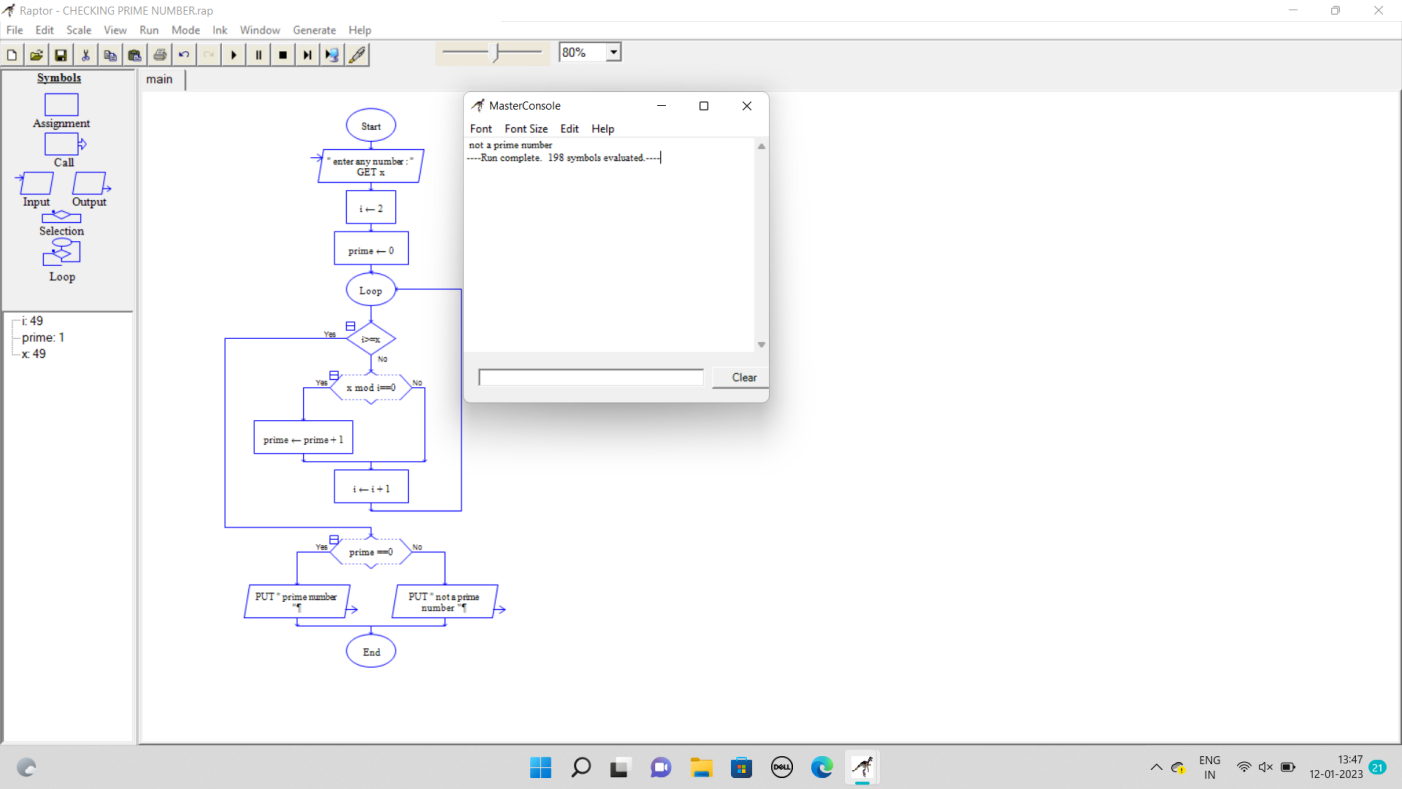 Raptor - CHECKING PRIME NUMBER.rap
File Edit Scale View Run Mode Ink Window Generate Help
80%
Symbols
Assignment
Call
Input Output
Selection
Loop
i: 49
prime: 1
x: 49
main
Start
" enter any number : "
GET x
i ← 2
prime ← 0
Loop
i>=x
Yes
No
x mod i==0
Yes
No
prime ← prime + 1
i ← i + 1
prime ==0
Yes
No
PUT " prime number
"¶
PUT " not a prime
number "¶
End
MasterConsole
Font Font Size Edit Help
not a prime number
----Run complete. 198 symbols evaluated.----
Clear
DELL
ENG
IN
13:47
12-01-2023
21